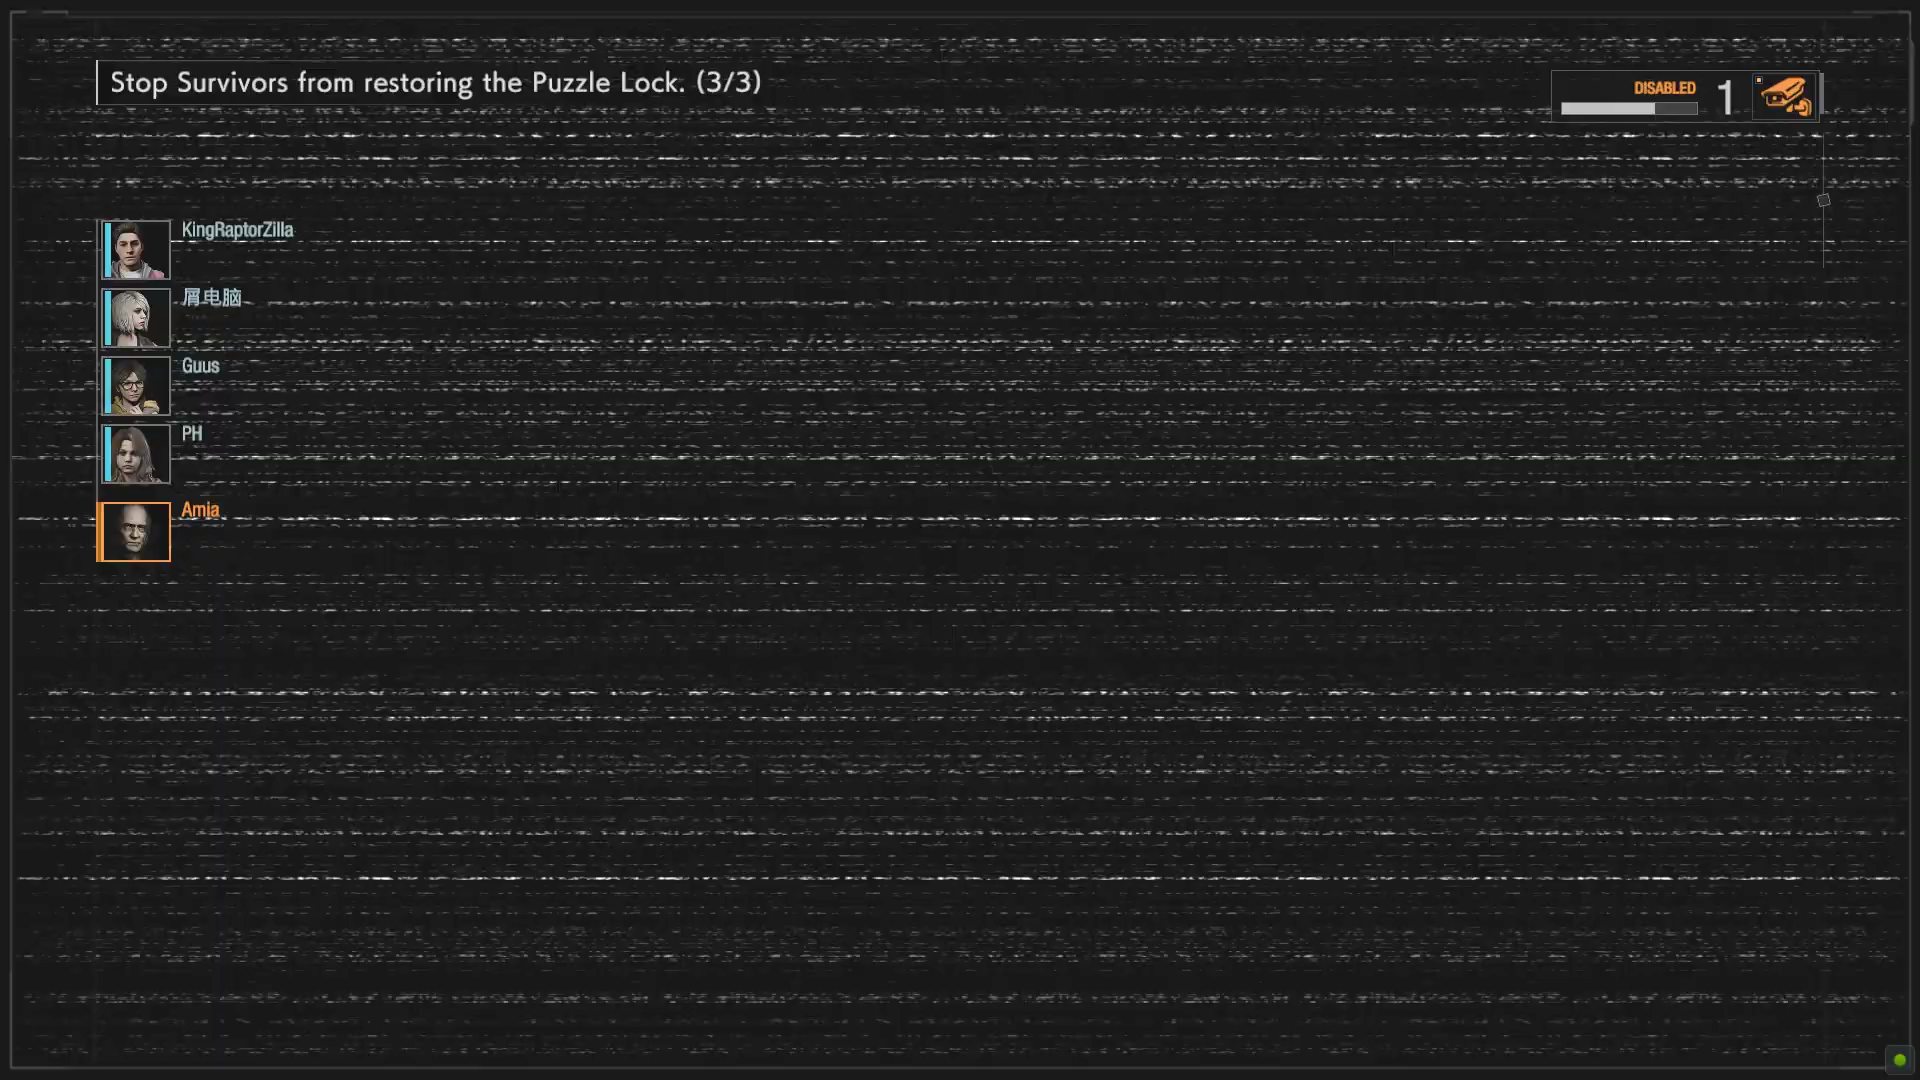 Stop Survivors from restoring the Puzzle Lock. (3/3)
DISABLED
1
KingRaptorZilla
屑电脑
Guus
PH
Amia